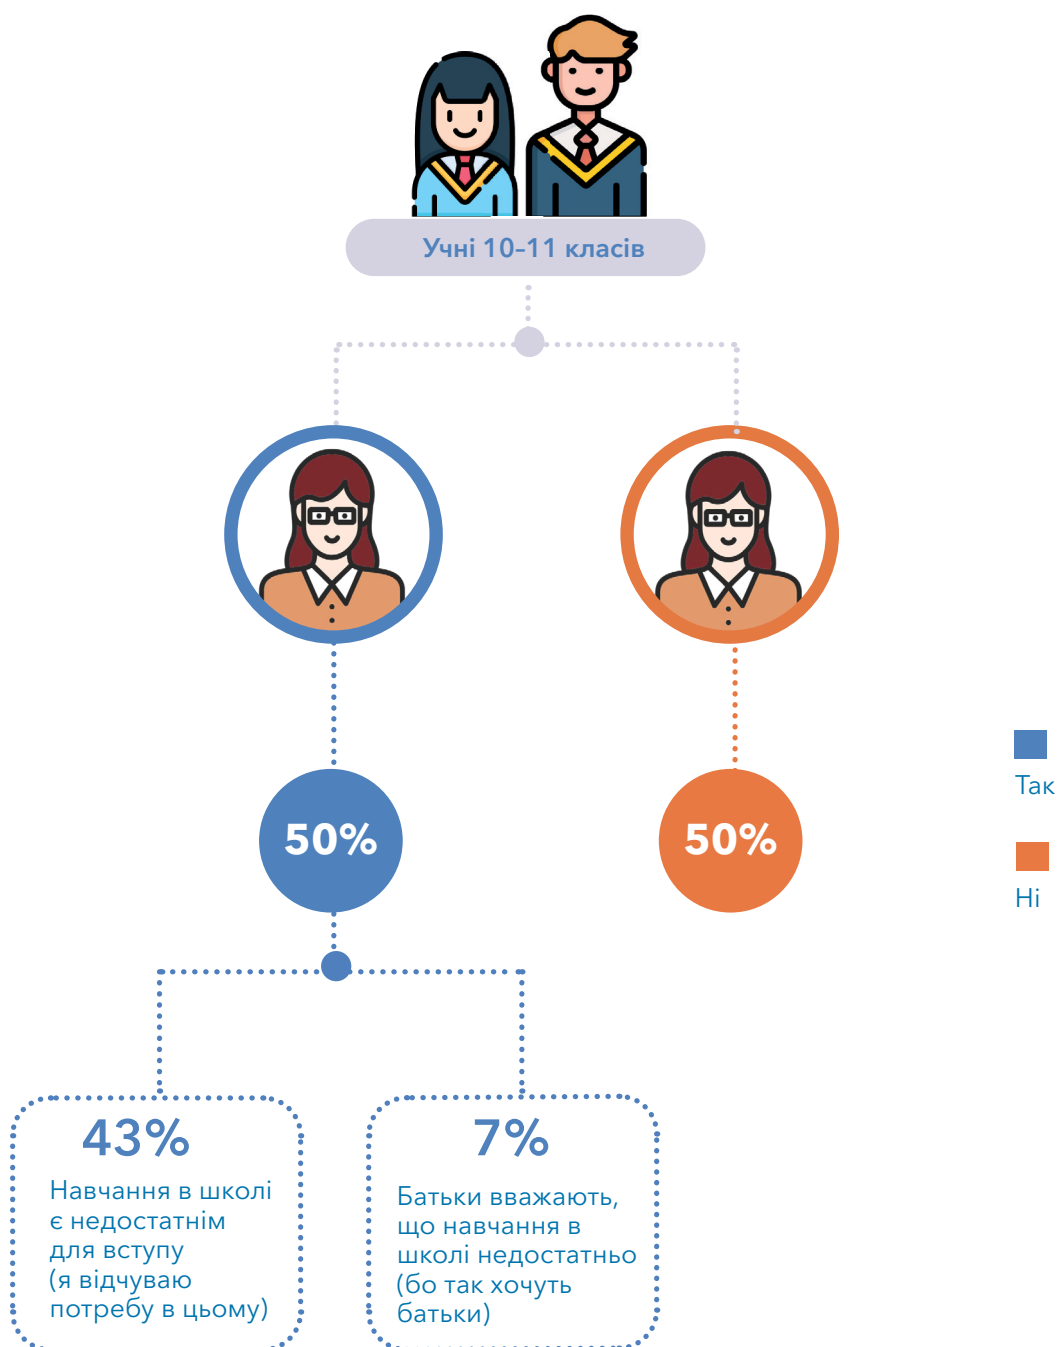 Учні 10–11 класів
50%
50%
Так
Ні
43%
Навчання в школі
є недостатнім
для вступу
(я відчуваю
потребу в цьому)
7%
Батьки вважають,
що навчання в
школі недостатньо
(бо так хочуть
батьки)